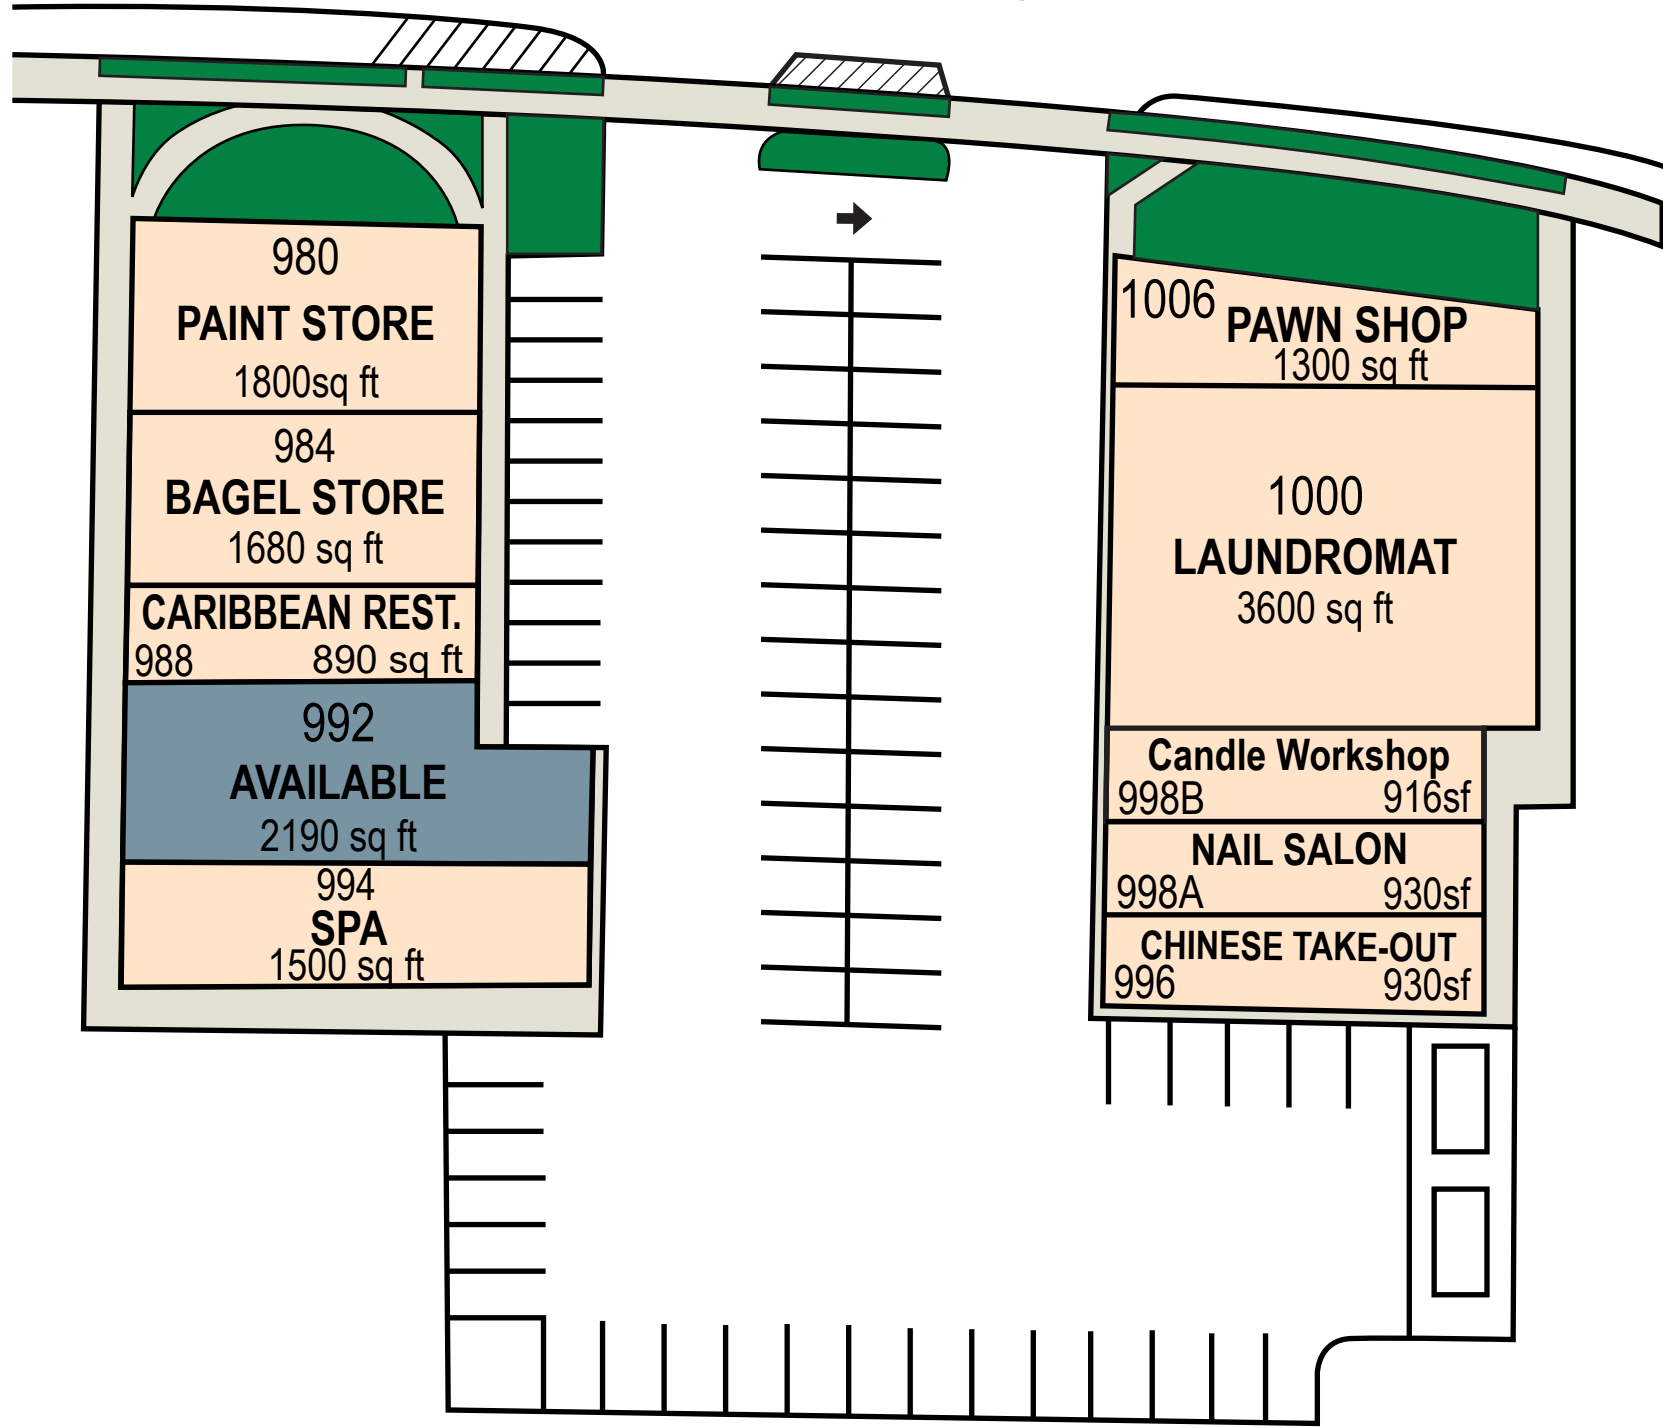 980
PAINT STORE
1800sq ft
984
BAGEL STORE
1680 sq ft
CARIBBEAN REST.
988 890 sq ft
992
AVAILABLE
2190 sq ft
994
SPA
1500 sq ft
1006 PAWN SHOP
1300 sq ft
1000
LAUNDROMAT
3600 sq ft
Candle Workshop
998B 916sf
NAIL SALON
998A 930sf
CHINESE TAKE-OUT
996 930sf